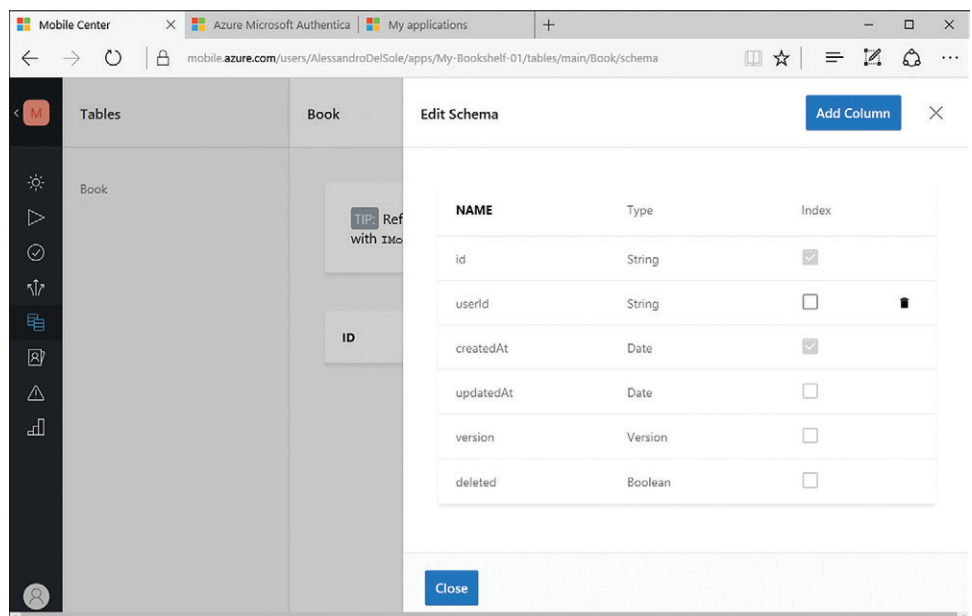 Mobile Center
Azure Microsoft Authentica
My applications
mobile.azure.com/users/AlessandroDelSole/apps/My-Bookshelf-01/tables/main/Book/schema
M
Tables
Book
Edit Schema
Add Column
Book
TIP: Ref
with IMo
ID
NAME Type Index
id String
userId String
createdAt Date
updatedAt Date
version Version
deleted Boolean
Close